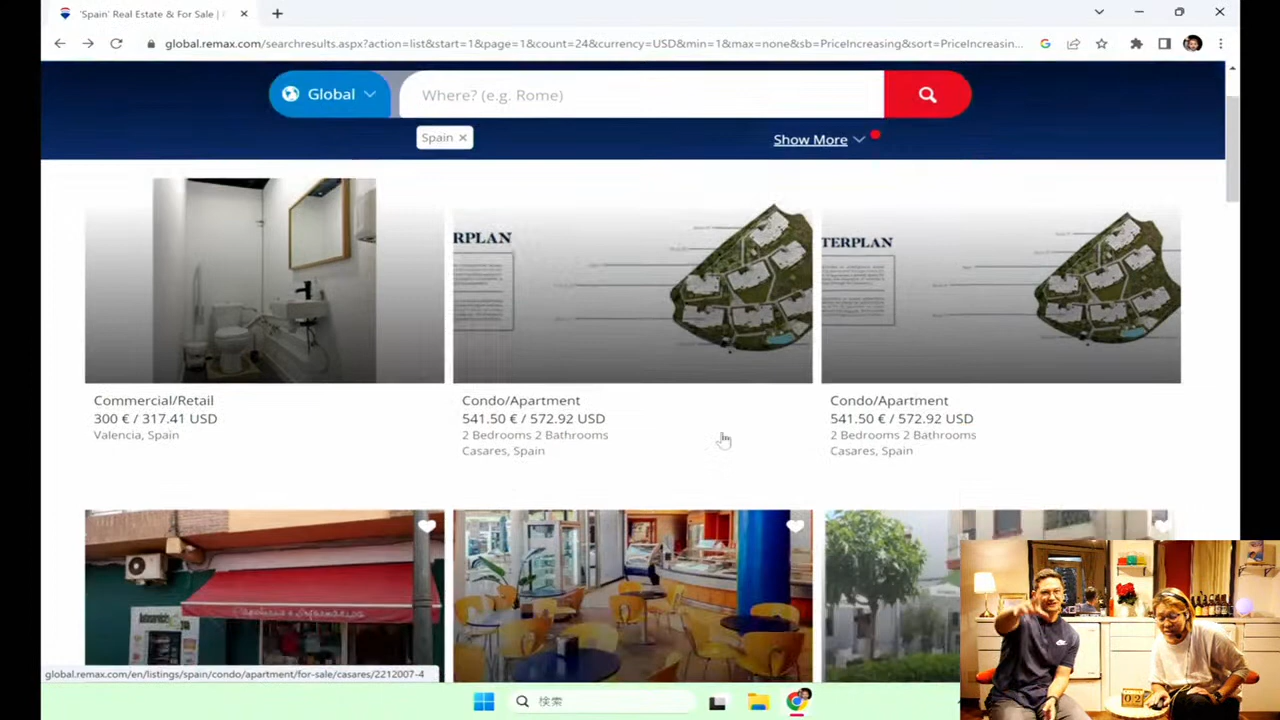 'Spain' Real Estate & For Sale |
global.remax.com/searchresults.aspx?action=list&start=1&page=1&count=24&currency=USD&min=1&max=none&sb=PriceIncreasing&sort=PriceIncreasin...
Global
Where? (e.g. Rome)
Spain ×
Show More
RPLAN
TERPLAN
Commercial/Retail
300 € / 317.41 USD
Valencia, Spain
Condo/Apartment
541.50 € / 572.92 USD
2 Bedrooms 2 Bathrooms
Casares, Spain
Condo/Apartment
541.50 € / 572.92 USD
2 Bedrooms 2 Bathrooms
Casares, Spain
global.remax.com/en/listings/spain/condo/apartment/for-sale/casares/2212007-4
検索
02